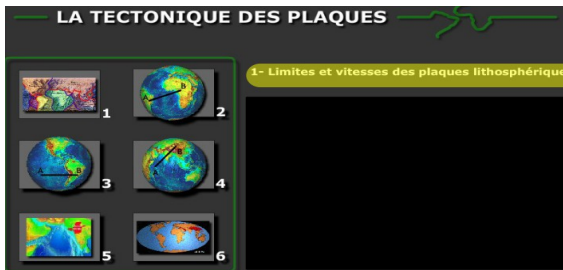 LA TECTONIQUE DES PLAQUES
1- Limites et vitesses des plaques lithosphérique
1
A B 2
A B 3
A B 4
5
6